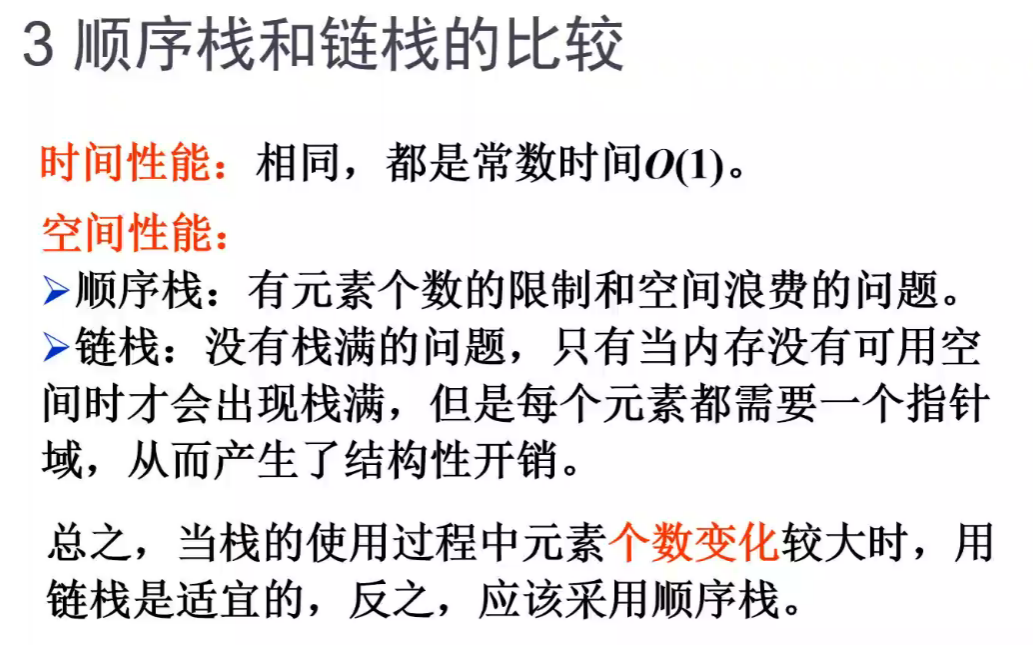 3 顺序栈和链栈的比较
时间性能：相同，都是常数时间O(1)。
空间性能：
➢顺序栈：有元素个数的限制和空间浪费的问题。
➢链栈：没有栈满的问题，只有当内存没有可用空
间时才会出现栈满，但是每个元素都需要一个指针
域，从而产生了结构性开销。
总之，当栈的使用过程中元素个数变化较大时，用
链栈是适宜的，反之，应该采用顺序栈。